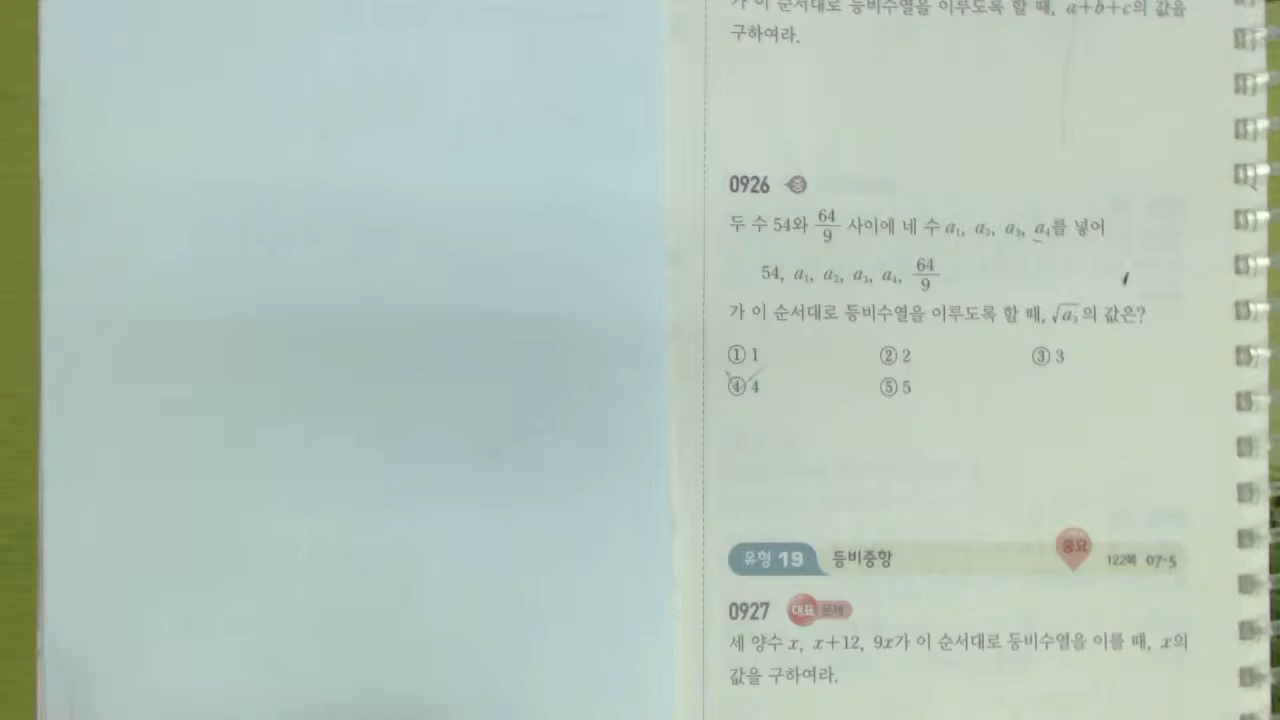 가 이 순서대로 등비수열을 이루도록 할 때, a+b+c의 값을
구하여라.
0926 중
두 수 54와 64/9 사이에 네 수 a₁, a₂, a₃, a₄를 넣어
54, a₁, a₂, a₃, a₄, 64/9
가 이 순서대로 등비수열을 이루도록 할 때, √a₃의 값은?
① 1 ② 2 ③ 3
④ 4 ⑤ 5
유형 19 등비중항 중요 122쪽 07-5
0927 대표 문제
세 양수 x, x+12, 9x가 이 순서대로 등비수열을 이룰 때, x의
값을 구하여라.